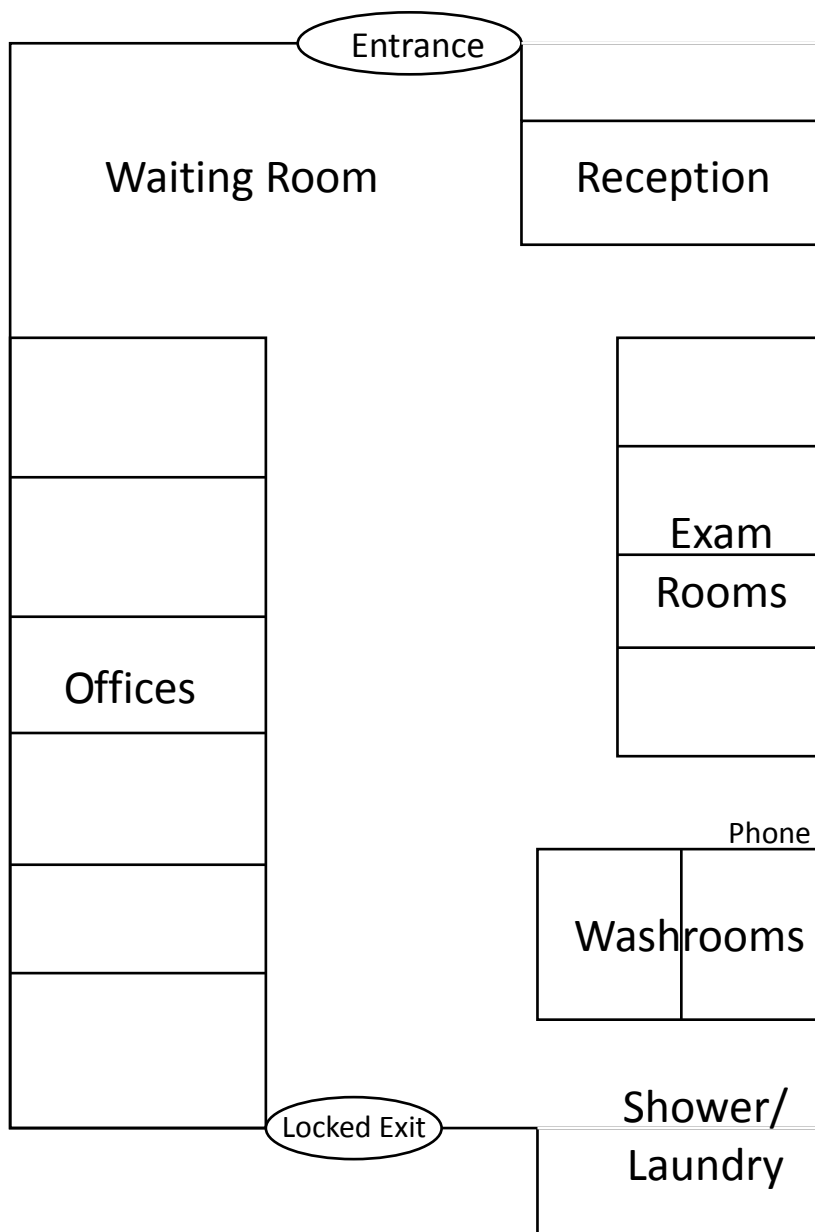 Entrance
Waiting Room
Reception
Exam
Rooms
Offices
Phone
Washrooms
Shower/
Laundry
Locked Exit